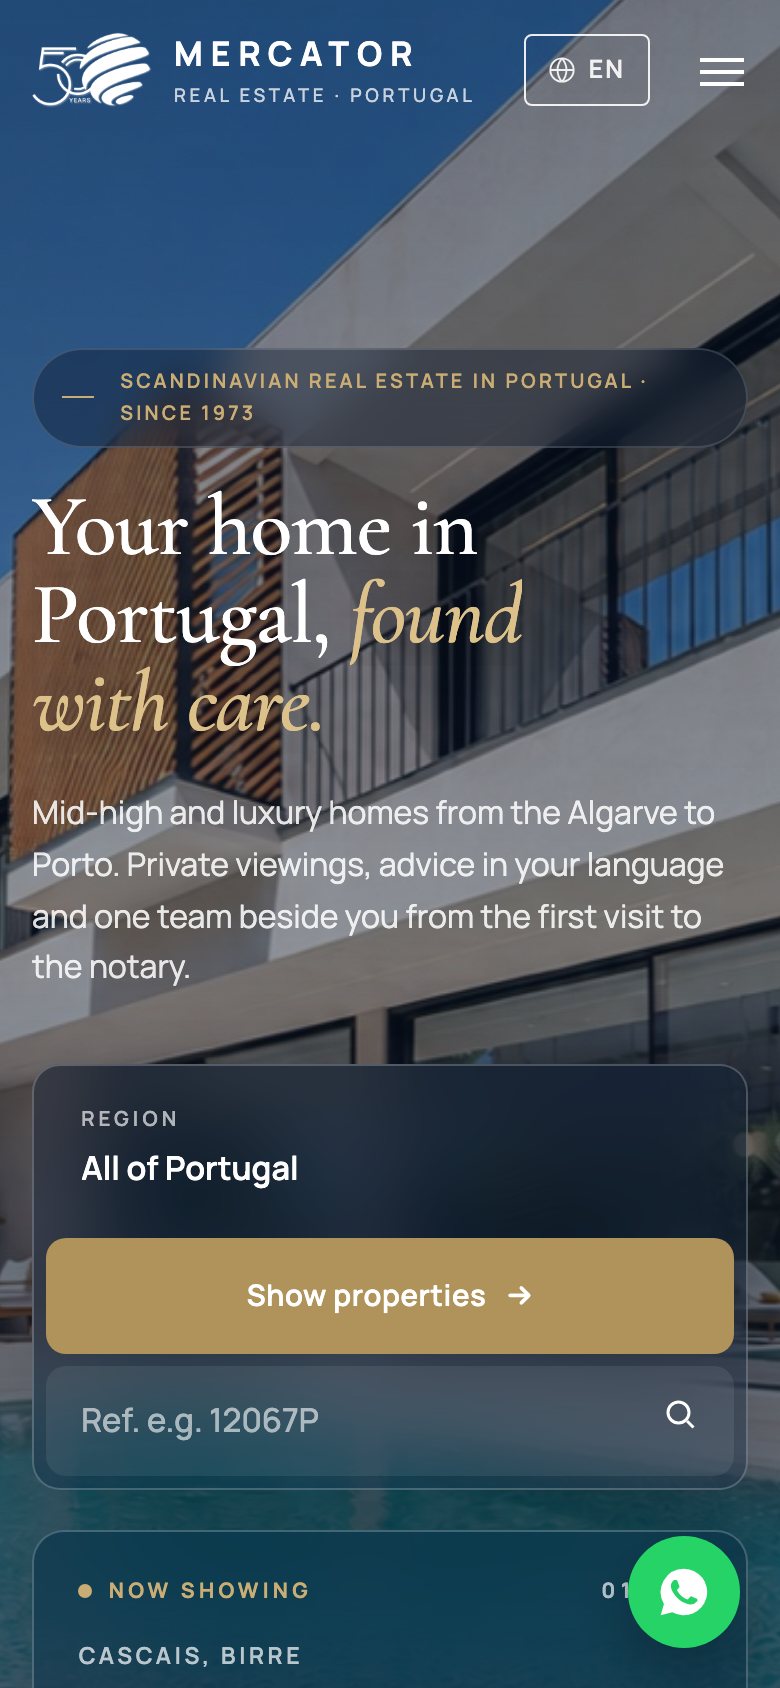 50 YEARS
MERCATOR
REAL ESTATE · PORTUGAL
EN
SCANDINAVIAN REAL ESTATE IN PORTUGAL ·
SINCE 1973
Your home in
Portugal, found
with care.
Mid-high and luxury homes from the Algarve to
Porto. Private viewings, advice in your language
and one team beside you from the first visit to
the notary.
REGION
All of Portugal
Show properties →
Ref. e.g. 12067P
NOW SHOWING
01
CASCAIS, BIRRE